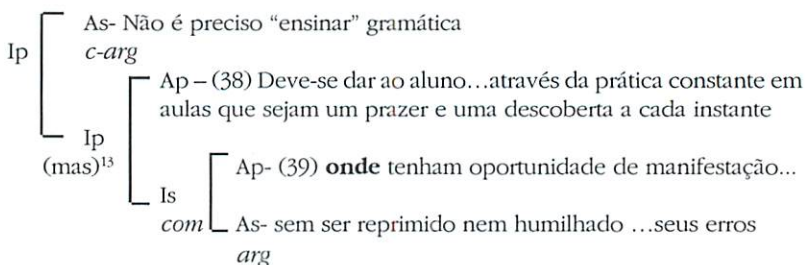 As- Não é preciso “ensinar” gramática
Ip c-arg
Ap – (38) Deve-se dar ao aluno...através da prática constante em
aulas que sejam um prazer e uma descoberta a cada instante
Ip
(mas)¹³
Ap- (39) onde tenham oportunidade de manifestação...
Is
com As- sem ser reprimido nem humilhado ...seus erros
arg